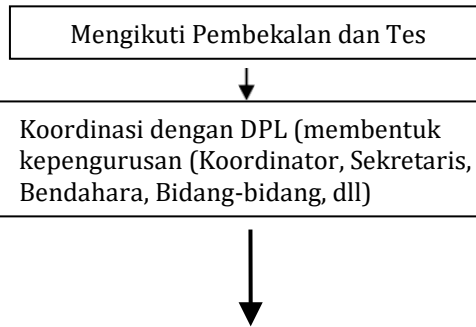 Mengikuti Pembekalan dan Tes
Koordinasi dengan DPL (membentuk
kepengurusan (Koordinator, Sekretaris,
Bendahara, Bidang-bidang, dll)